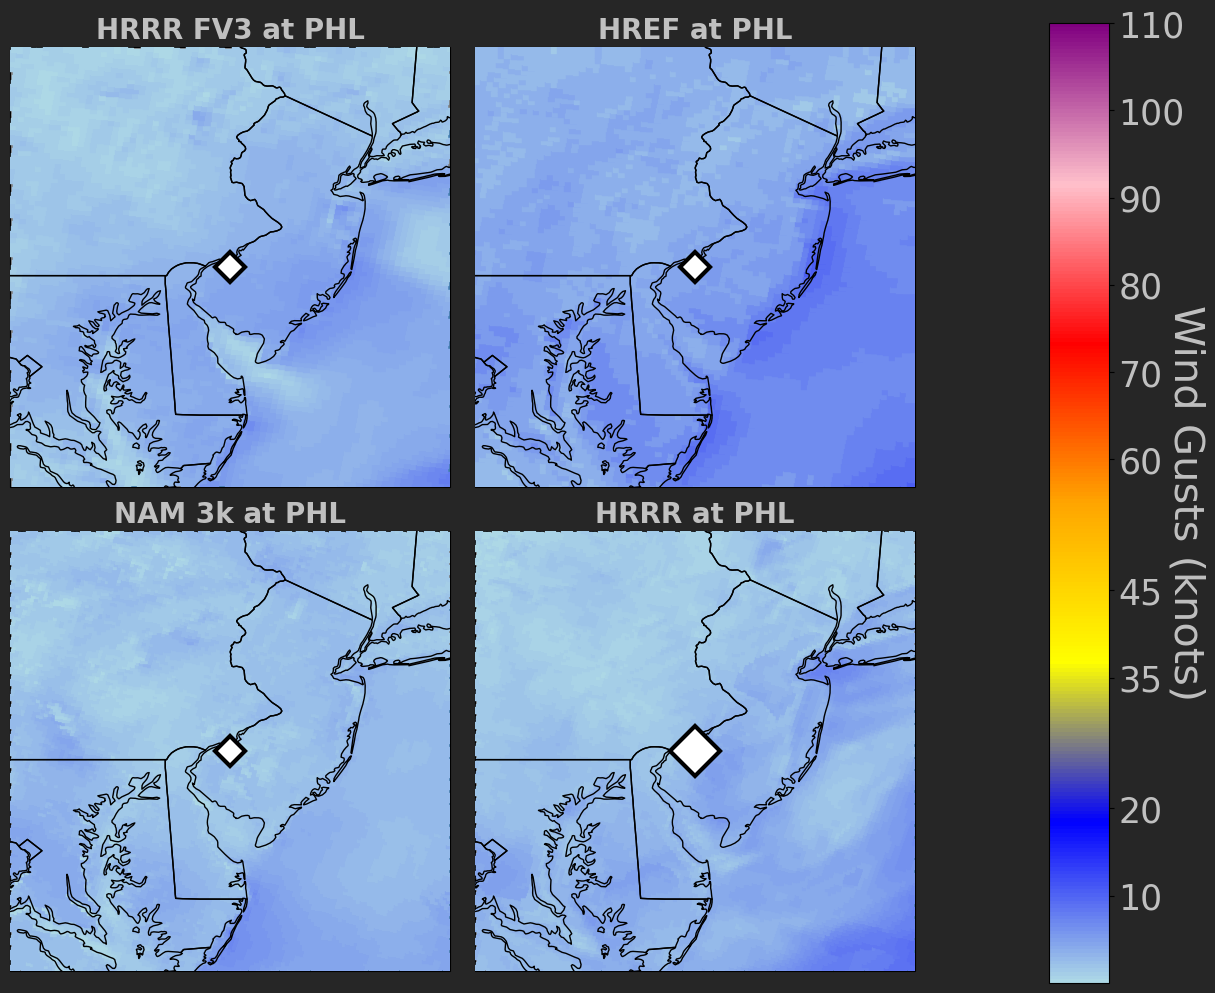 HRRR FV3 at PHL
HREF at PHL
NAM 3k at PHL
HRRR at PHL
110
100
90
80
70
60
45
35
20
10
Wind Gusts (knots)